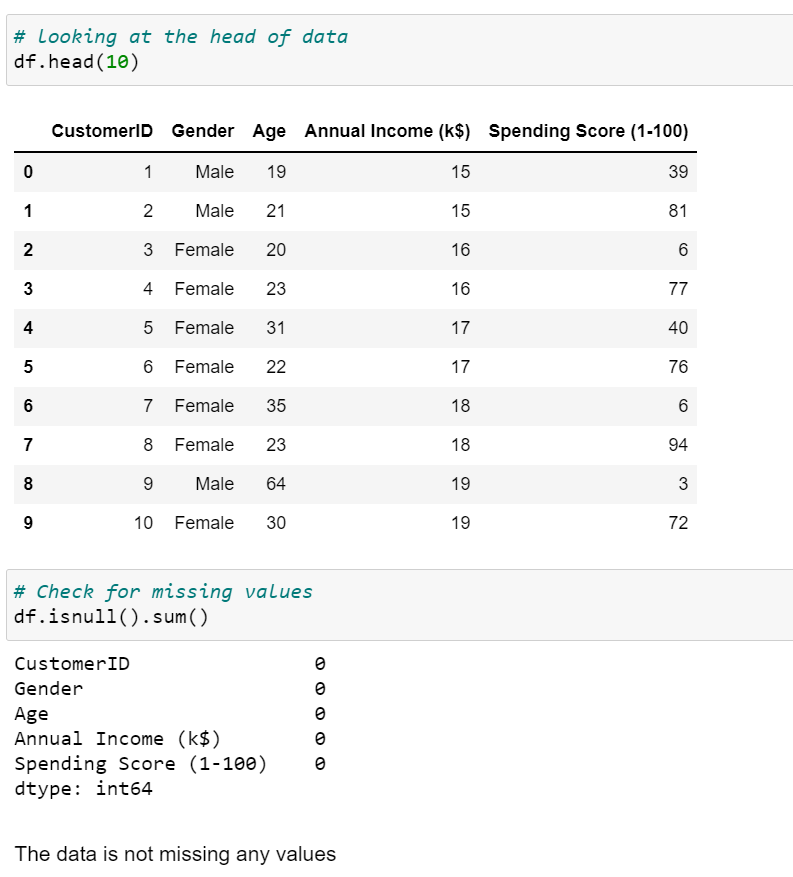 # looking at the head of data
df.head(10)
CustomerID Gender Age Annual Income (k$) Spending Score (1-100)
0 1 Male 19 15 39
1 2 Male 21 15 81
2 3 Female 20 16 6
3 4 Female 23 16 77
4 5 Female 31 17 40
5 6 Female 22 17 76
6 7 Female 35 18 6
7 8 Female 23 18 94
8 9 Male 64 19 3
9 10 Female 30 19 72
# Check for missing values
df.isnull().sum()
CustomerID 0
Gender 0
Age 0
Annual Income (k$) 0
Spending Score (1-100) 0
dtype: int64
The data is not missing any values